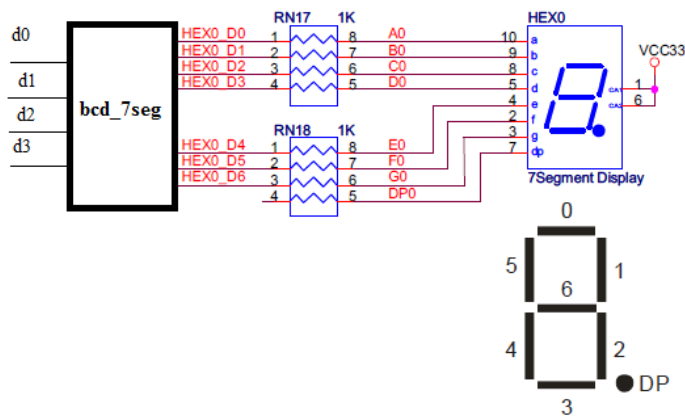 RN17 1K HEX0
d0 HEX0_D0 1 8 A0 10 a VCC33
HEX0_D1 2 7 B0 9 b
d1 HEX0_D2 3 6 C0 8 c
HEX0_D3 4 5 D0 5 d CA1 1
bcd_7seg 4 e CA2 6
d2 RN18 1K 2 f
d3 3 g
HEX0_D4 1 8 E0 7 dp
HEX0_D5 2 7 F0
HEX0_D6 3 6 G0 7Segment Display
4 5 DP0
0
5 1
6
4 2
DP
3